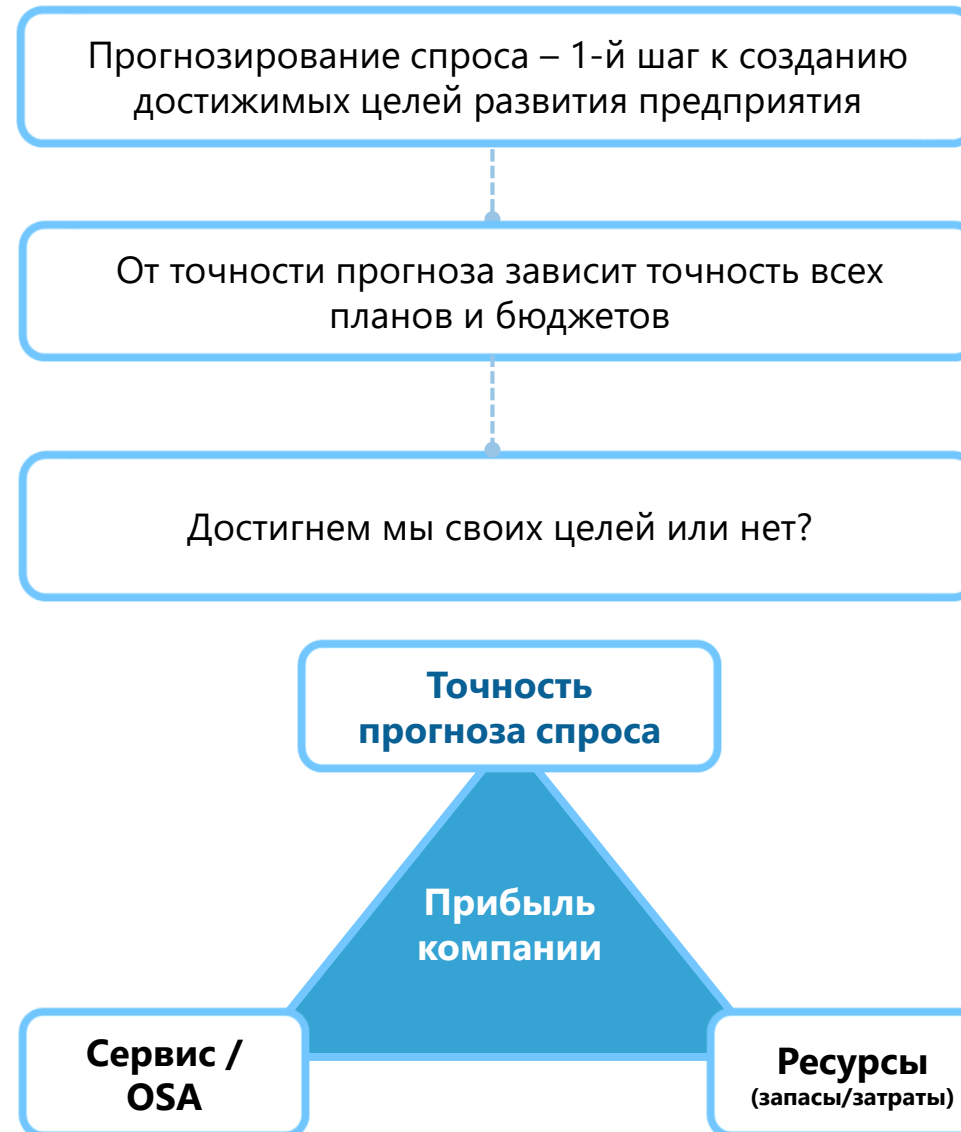 Прогнозирование спроса – 1-й шаг к созданию
достижимых целей развития предприятия
От точности прогноза зависит точность всех
планов и бюджетов
Достигнем мы своих целей или нет?
Точность
прогноза спроса
Прибыль
компании
Сервис /
OSA
Ресурсы
(запасы/затраты)